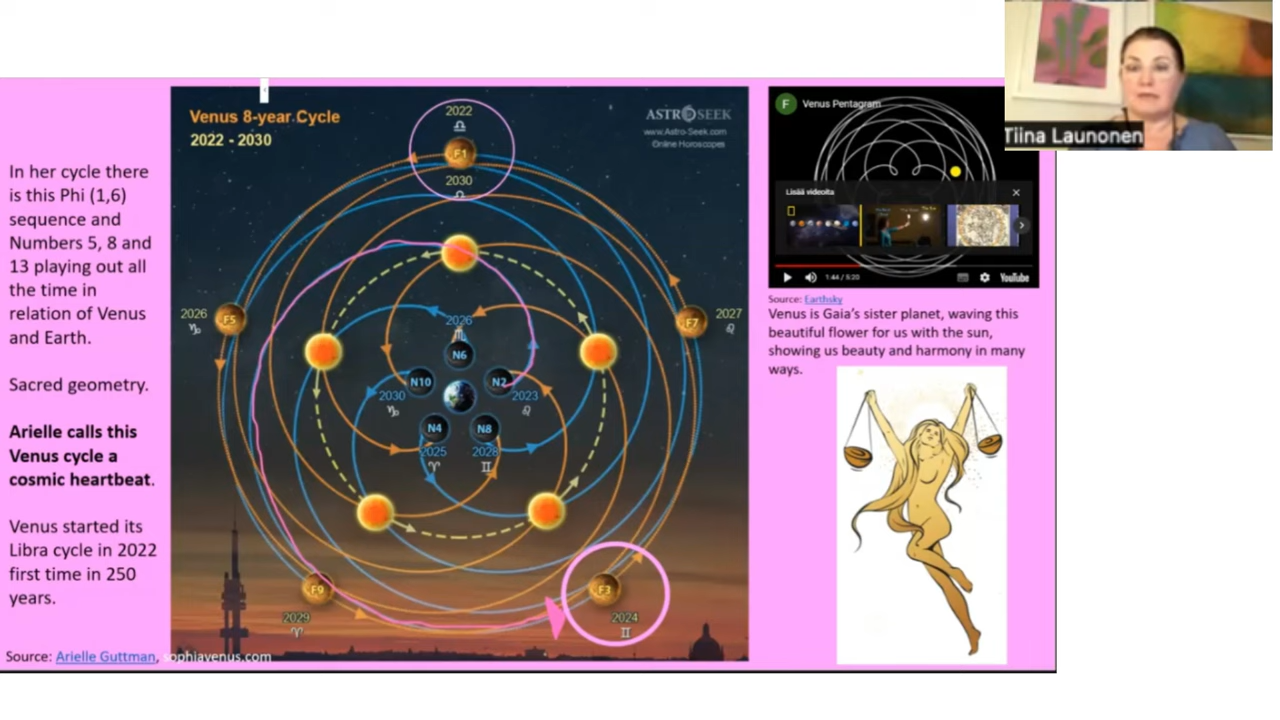 In her cycle there
is this Phi (1,6)
sequence and
Numbers 5, 8 and
13 playing out all
the time in
relation of Venus
and Earth.
Sacred geometry.
Arielle calls this
Venus cycle a
cosmic heartbeat.
Venus started its
Libra cycle in 2022
first time in 250
years.
Source: Arielle Guttman, sophiavenus.com
Venus 8-year Cycle
2022 - 2030
ASTROSEEK
www.Astro-Seek.com
Online Horoscopes
2022
♎
F1
2030
♎
2026
♑
F5
F7
2027
♌
2026
♏
N6
N10
2030
♑
N2
2023
♌
N4
2025
♈
N8
2028
♊
F9
2029
♈
F3
2024
♊
F
Venus Pentagram
Lisää videoita
1:44 / 5:20
YouTube
Source: Earthsky
Venus is Gaia's sister planet, waving this
beautiful flower for us with the sun,
showing us beauty and harmony in many
ways.
Tiina Launonen